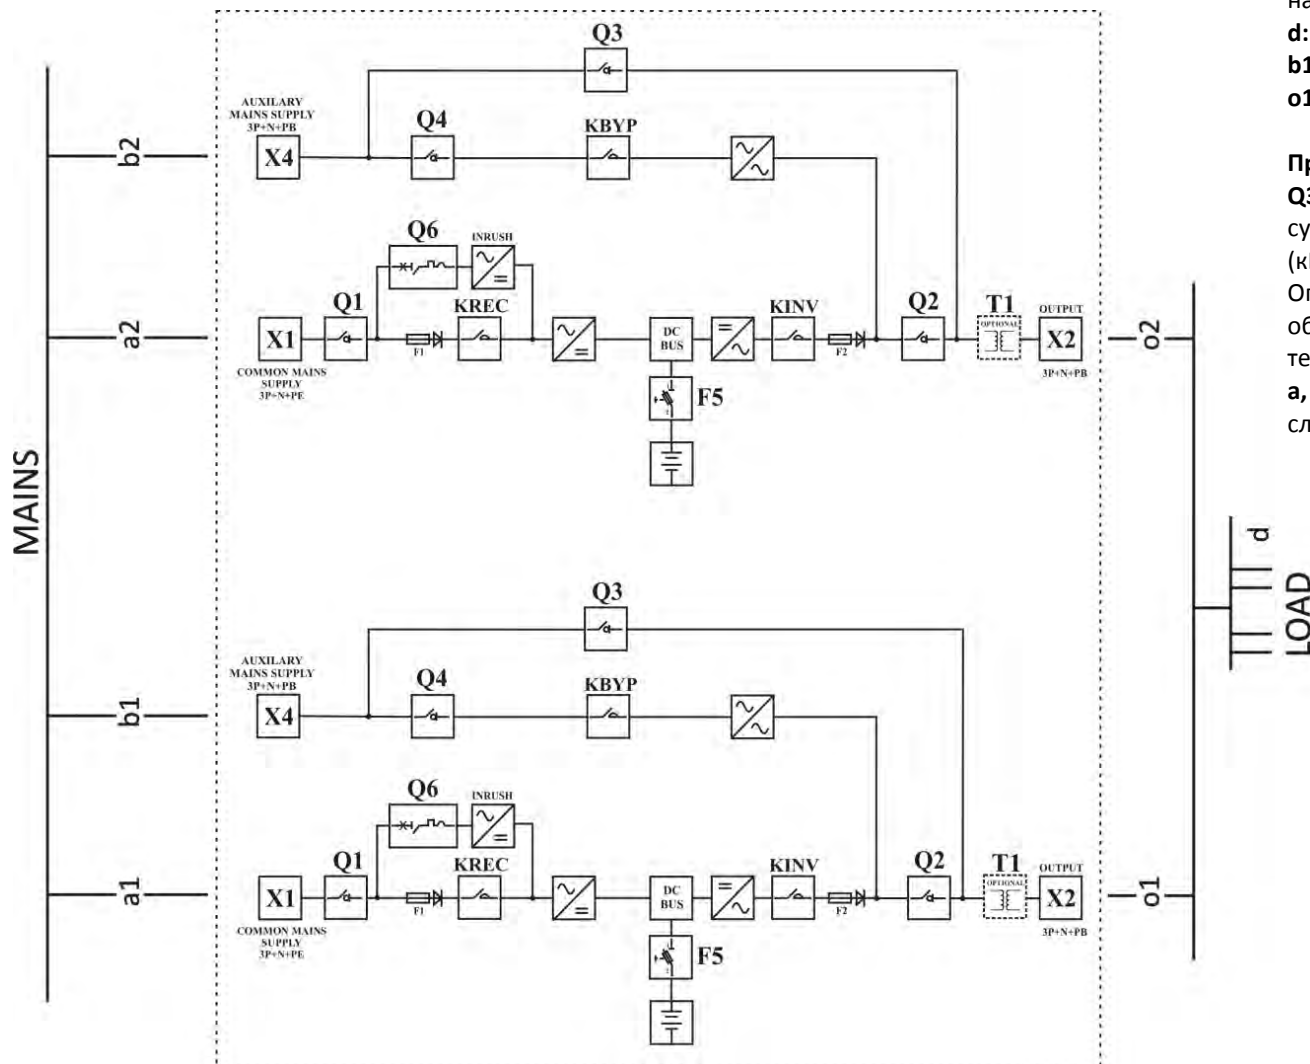 Q3
AUXILARY
MAINS SUPPLY
3P+N+PB
X4
Q4
KBYP
b2
Q6
INRUSH
Q1
KREC
KINV
Q2
T1
OPTIONAL
OUTPUT
X1
F1
DC
BUS
F2
X2
COMMON MAINS
SUPPLY
3P+N+PE
3P+N+PB
F5
a2
o2
MAINS
d
LOAD
Q3
AUXILARY
MAINS SUPPLY
3P+N+PB
X4
Q4
KBYP
b1
Q6
INRUSH
Q1
KREC
KINV
Q2
T1
OPTIONAL
OUTPUT
X1
F1
DC
BUS
F2
X2
COMMON MAINS
SUPPLY
3P+N+PE
3P+N+PB
F5
a1
o1
на
d:
b1
o1
Пр
Q3
су
Оп
об
те
a,
сл